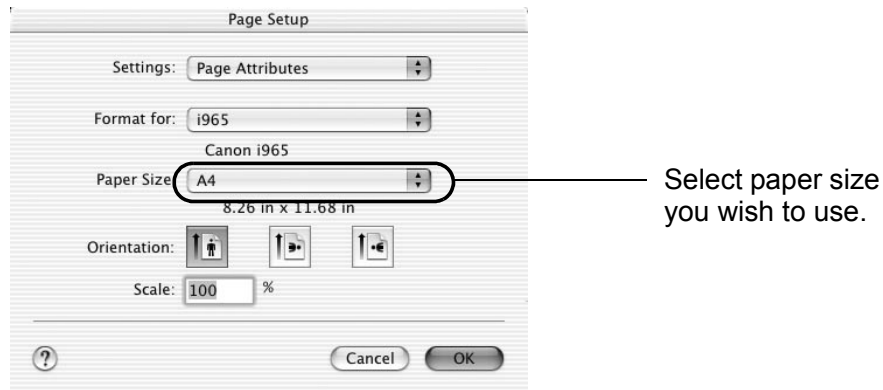 Page Setup
Settings: Page Attributes
Format for: i965
Canon i965
Paper Size A4
8.26 in x 11.68 in
Select paper size
you wish to use.
Orientation:
Scale: 100 %
? Cancel OK